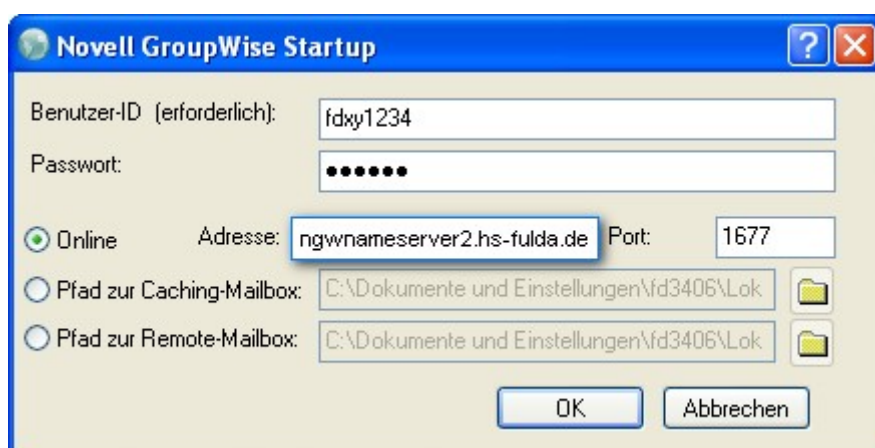 Novell GroupWise Startup
Benutzer-ID (erforderlich): fdxy1234
Passwort: ••••••
Online Adresse: ngwnameserver2.hs-fulda.de Port: 1677
Pfad zur Caching-Mailbox: C:\Dokumente und Einstellungen\fd3406\Lok
Pfad zur Remote-Mailbox: C:\Dokumente und Einstellungen\fd3406\Lok
OK Abbrechen